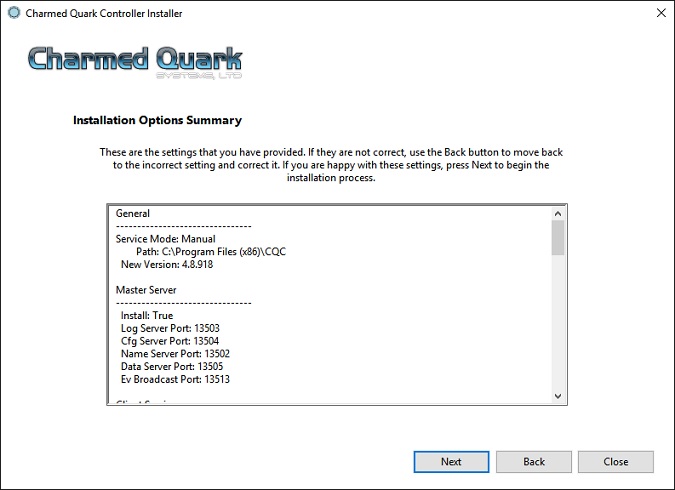 Charmed Quark Controller Installer
Charmed Quark
SYSTEMS, LTD
Installation Options Summary
These are the settings that you have provided. If they are not correct, use the Back button to move back
to the incorrect setting and correct it. If you are happy with these settings, press Next to begin the
installation process.
General
------------------------------
Service Mode: Manual
Path: C:\Program Files (x86)\CQC
New Version: 4.8.918
Master Server
------------------------------
Install: True
Log Server Port: 13503
Cfg Server Port: 13504
Name Server Port: 13502
Data Server Port: 13505
Ev Broadcast Port: 13513
Next Back Close